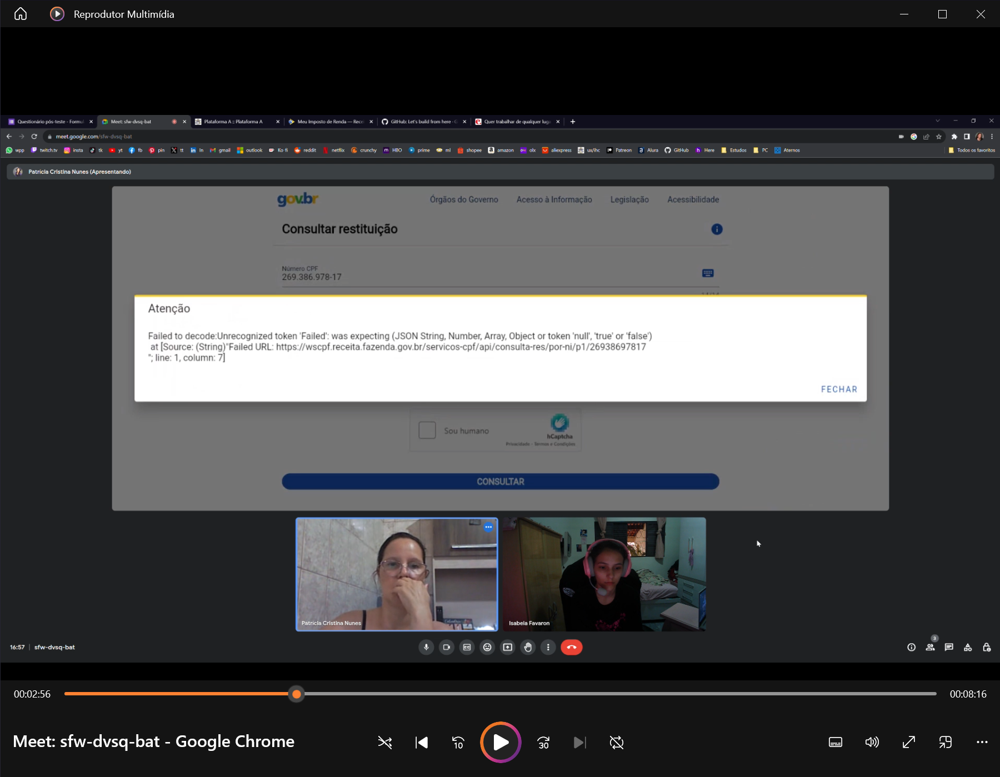 Reprodutor Multimídia
Questionário pós-teste - Formul
Meet: sfw-dvsq-bat
Plataforma A :: Plataforma A
Meu Imposto de Renda — Rece
GitHub: Let's build from here · G
Quer trabalhar de qualquer luga
meet.google.com/sfw-dvsq-bat
wpp
twitch.tv
insta
tk
yt
fb
pin
tt
In
gmail
outlook
Ko-fi
reddit
netflix
crunchy
HBO
prime
ml
shopee
amazon
olx
aliexpress
ux/ihc
Patreon
Alura
GitHub
Here
Estudos
PC
Aternos
Todos os favoritos
Patricia Cristina Nunes (Apresentando)
gov.br
Órgãos do Governo
Acesso à Informação
Legislação
Acessibilidade
Consultar restituição
Número CPF
269.386.978-17
Atenção
Failed to decode:Unrecognized token 'Failed': was expecting (JSON String, Number, Array, Object or token 'null', 'true' or 'false')
at [Source: (String)"Failed URL: https://wscpf.receita.fazenda.gov.br/servicos-cpf/api/consulta-res/por-ni/p1/26938697817
"; line: 1, column: 7]
FECHAR
Sou humano
hCaptcha
Privacidade - Termos e Condições
CONSULTAR
Patricia Cristina Nunes
Isabela Favaron
16:57 | sfw-dvsq-bat
3
00:02:56
00:08:16
Meet: sfw-dvsq-bat - Google Chrome
10
30